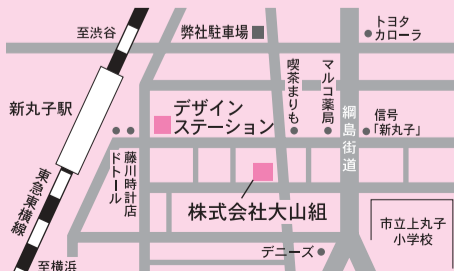 至渋谷
弊社駐車場
トヨタ
カローラ
新丸子駅
デザイン
ステーション
喫茶まりも
マルコ薬局
綱島街道
信号
「新丸子」
ドトール
藤川時計店
東急東横線
株式会社大山組
市立上丸子
小学校
デニーズ
至横浜